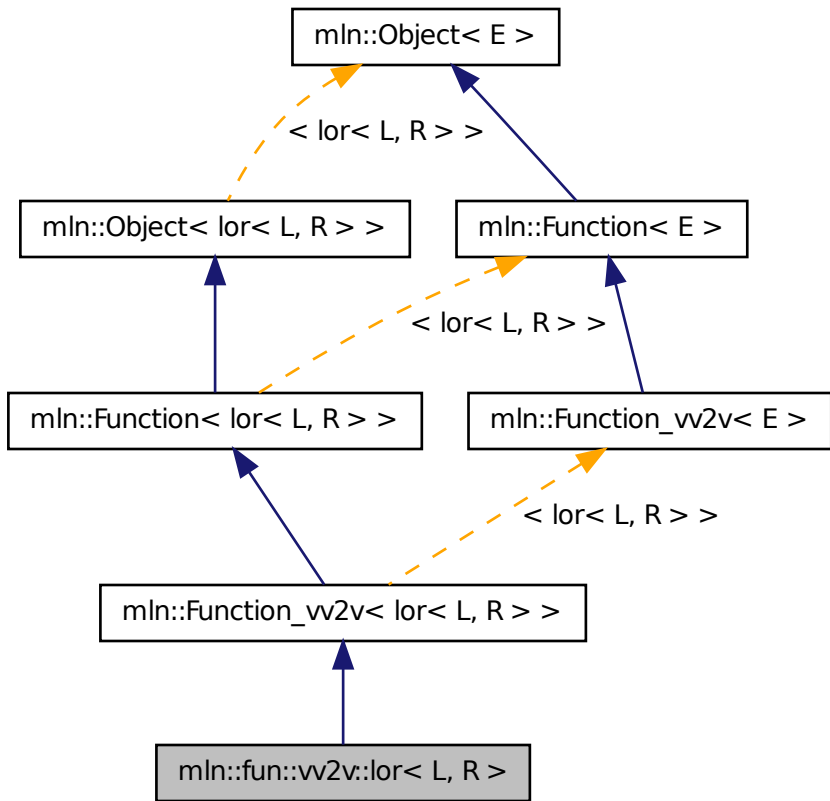 mln::Object< E >
< lor< L, R > >
mln::Object< lor< L, R > >
mln::Function< E >
< lor< L, R > >
mln::Function< lor< L, R > >
mln::Function_vv2v< E >
< lor< L, R > >
mln::Function_vv2v< lor< L, R > >
mln::fun::vv2v::lor< L, R >